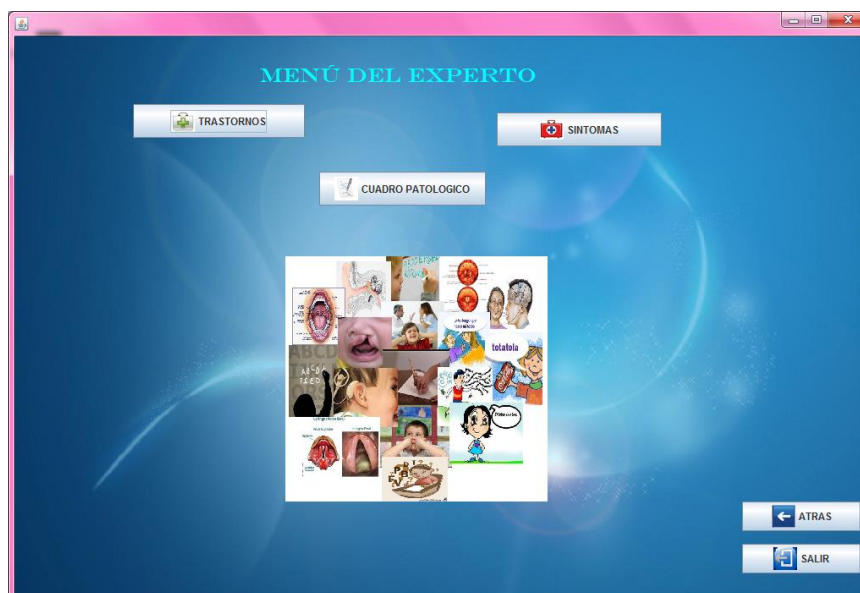 MENÚ DEL EXPERTO
TRASTORNOS
SINTOMAS
CUADRO PATOLOGICO
totatola
ATRAS
SALIR